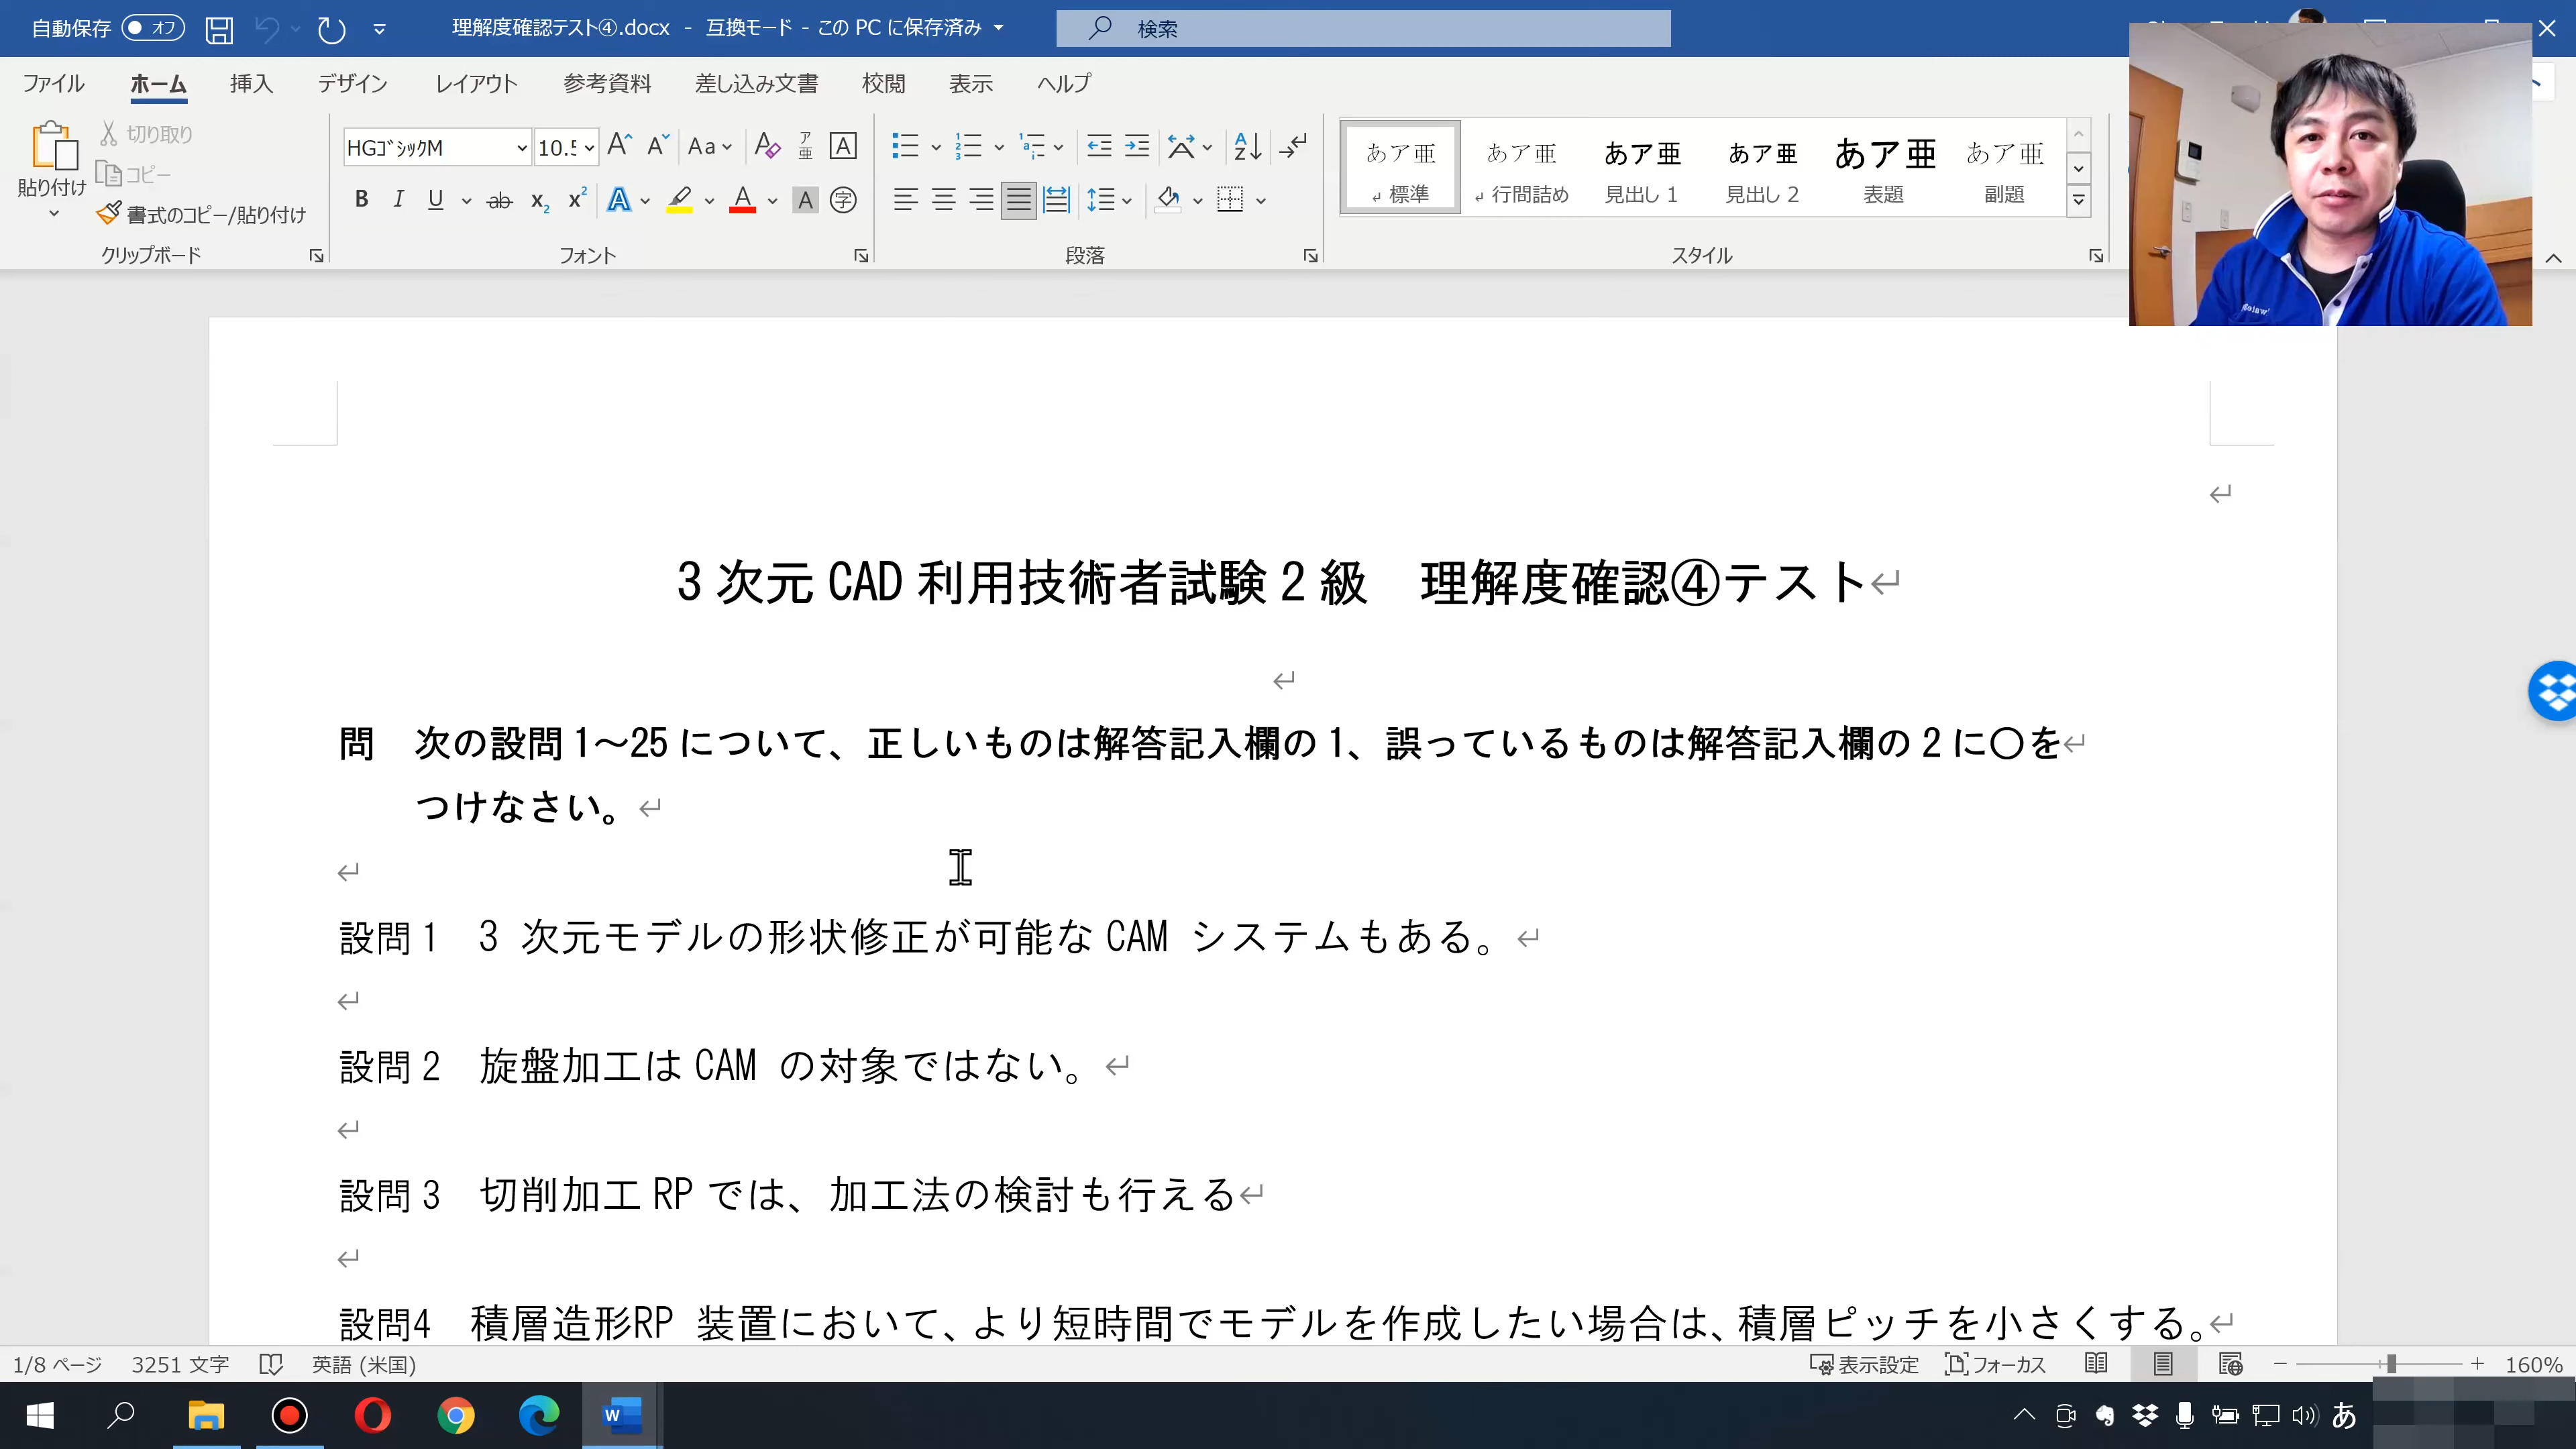 自動保存 オフ 理解度確認テスト④.docx - 互換モード - この PC に保存済み 検索
ファイル ホーム 挿入 デザイン レイアウト 参考資料 差し込み文書 校閲 表示 ヘルプ
貼り付け 切り取り コピー 書式のコピー/貼り付け
HGｺﾞｼｯｸM 10.5
あア亜 標準 あア亜 行間詰め あア亜 見出し 1 あア亜 見出し 2 あア亜 表題 あア亜 副題
クリップボード フォント 段落 スタイル
3 次元 CAD 利用技術者試験 2 級　理解度確認④テスト
問　次の設問 1～25 について、正しいものは解答記入欄の 1、誤っているものは解答記入欄の 2 に○を
つけなさい。
設問 1　3 次元モデルの形状修正が可能な CAM システムもある。
設問 2　旋盤加工は CAM の対象ではない。
設問 3　切削加工 RP では、加工法の検討も行える
設問4　積層造形RP 装置において、より短時間でモデルを作成したい場合は、積層ピッチを小さくする。
1/8 ページ 3251 文字 英語 (米国) 表示設定 フォーカス 160%
あ